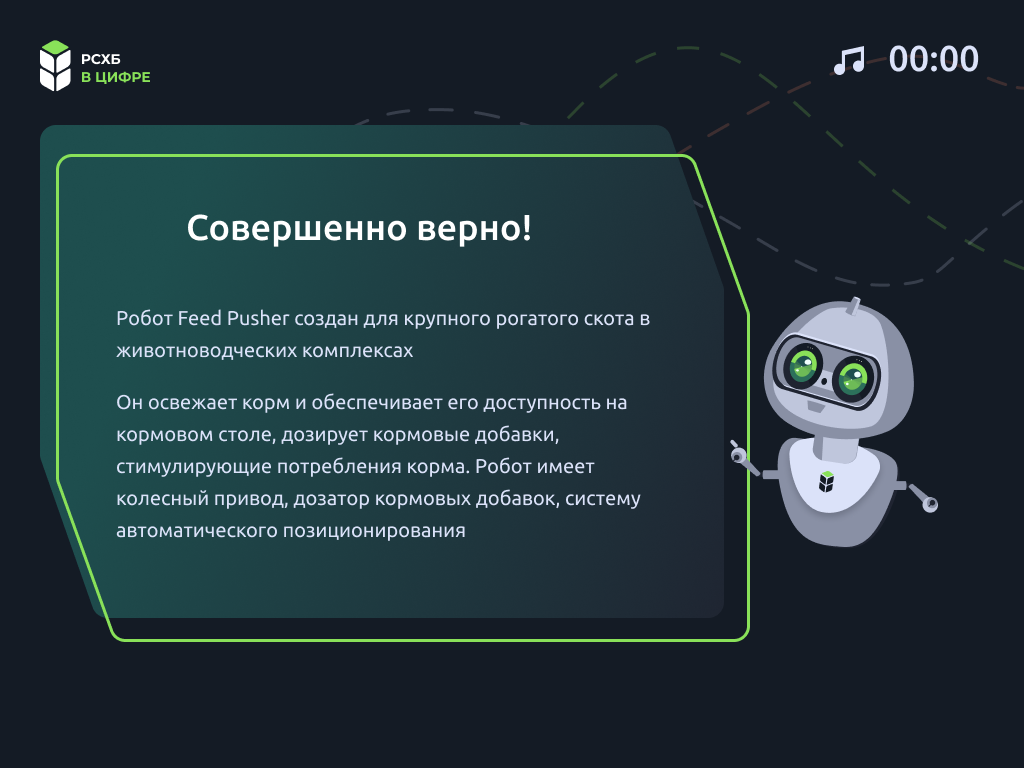 РСХБ
В ЦИФРЕ
00:00
Совершенно верно!
Робот Feed Pusher создан для крупного рогатого скота в
животноводческих комплексах
Он освежает корм и обеспечивает его доступность на
кормовом столе, дозирует кормовые добавки,
стимулирующие потребления корма. Робот имеет
колесный привод, дозатор кормовых добавок, систему
автоматического позиционирования